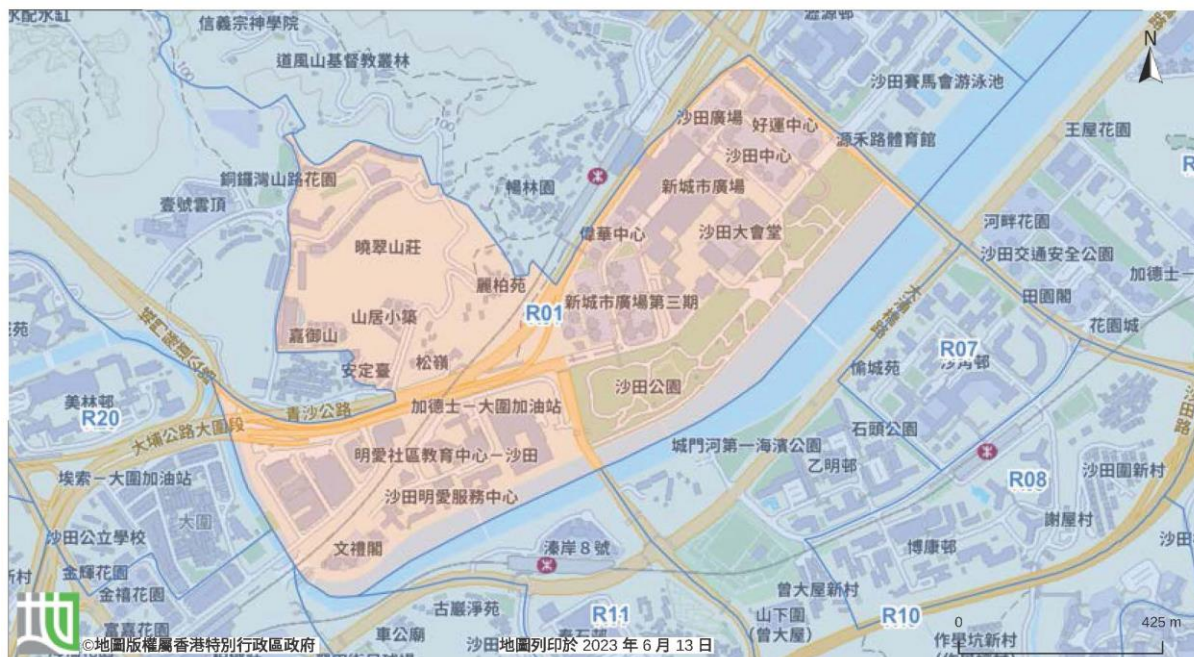 信義宗神學院
道風山基督教叢林
瀝源邨
N
沙田賽馬會游泳池
100
100
沙田廣場
好運中心
源禾路體育館
王屋花園
沙田中心
銅鑼灣山路花園
暢林園
新城市廣場
壹號雲頂
偉華中心
沙田大會堂
河畔花園
曉翠山莊
沙田交通安全公園
麗柏苑
加德士一
城門隧道公路
大涌橋路
田園閣
新城市廣場第三期
R01
山居小築
花園城
嘉御山
R07
愉城苑
沙角邨
松嶺
安定臺
沙田公園
美林邨
加德士一大圍加油站
R20
青沙公路
大埔公路大圍段
石頭公園
沙田路
城門河第一海濱公園
明愛社區教育中心一沙田
乙明邨
沙田圍新村
埃索一大圍加油站
R08
沙田明愛服務中心
大圍
謝屋村
沙田公立學校
文禮閣
溱岸8號
博康邨
新村
金輝花園
曾大屋新村
金禧花園
古巖淨苑
山下圍
(曾大屋)
R11
R10
0
425 m
富嘉花園
車公廟
作壆坑新村
地
©地圖版權屬香港特別行政區政府
地圖列印於 2023 年 6 月 13 日